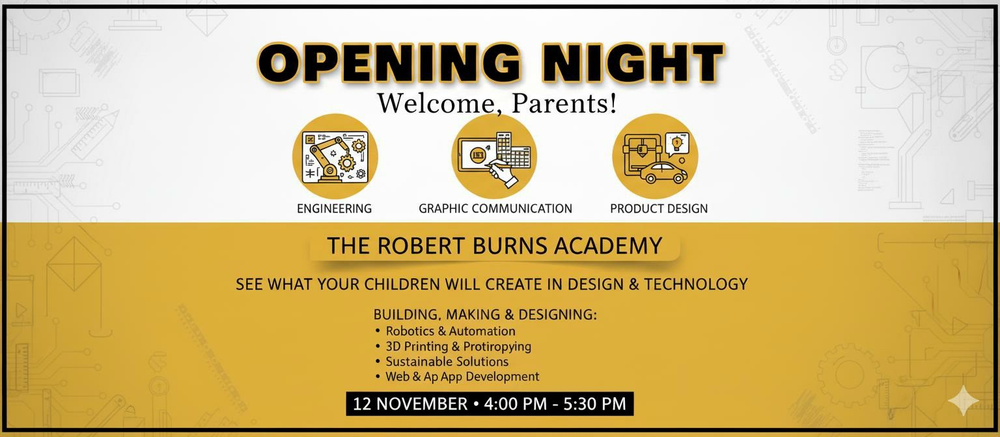 OPENING NIGHT
Welcome, Parents!
ENGINEERING
GRAPHIC COMMUNICATION
PRODUCT DESIGN
THE ROBERT BURNS ACADEMY
SEE WHAT YOUR CHILDREN WILL CREATE IN DESIGN & TECHNOLOGY
BUILDING, MAKING & DESIGNING:
• Robotics & Automation
• 3D Printing & Protiropying
• Sustainable Solutions
• Web & Ap App Development
12 NOVEMBER • 4:00 PM - 5:30 PM